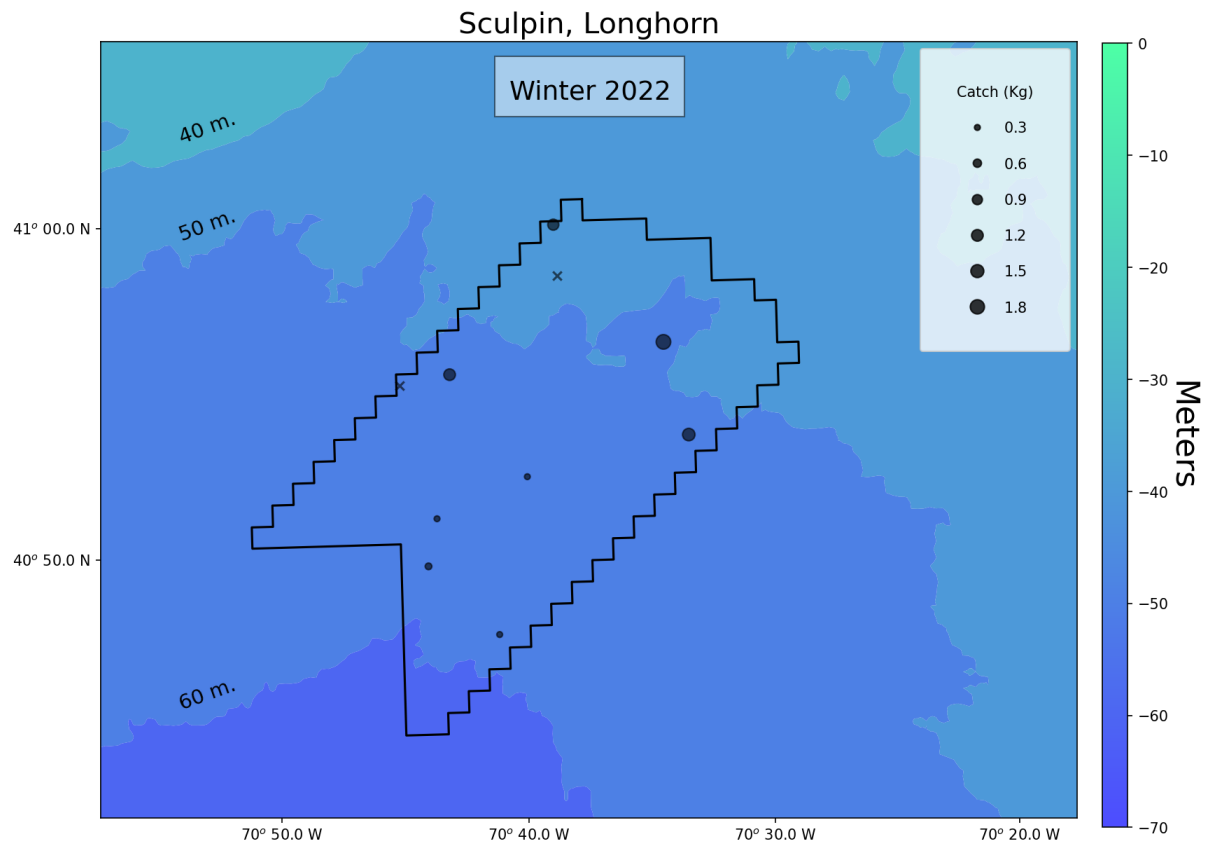 Sculpin, Longhorn
Winter 2022
40 m.
50 m.
60 m.
Catch (Kg)
0.3
0.6
0.9
1.2
1.5
1.8
41° 00.0 N
40° 50.0 N
70° 50.0 W
70° 40.0 W
70° 30.0 W
70° 20.0 W
0
−10
−20
−30
−40
−50
−60
−70
Meters